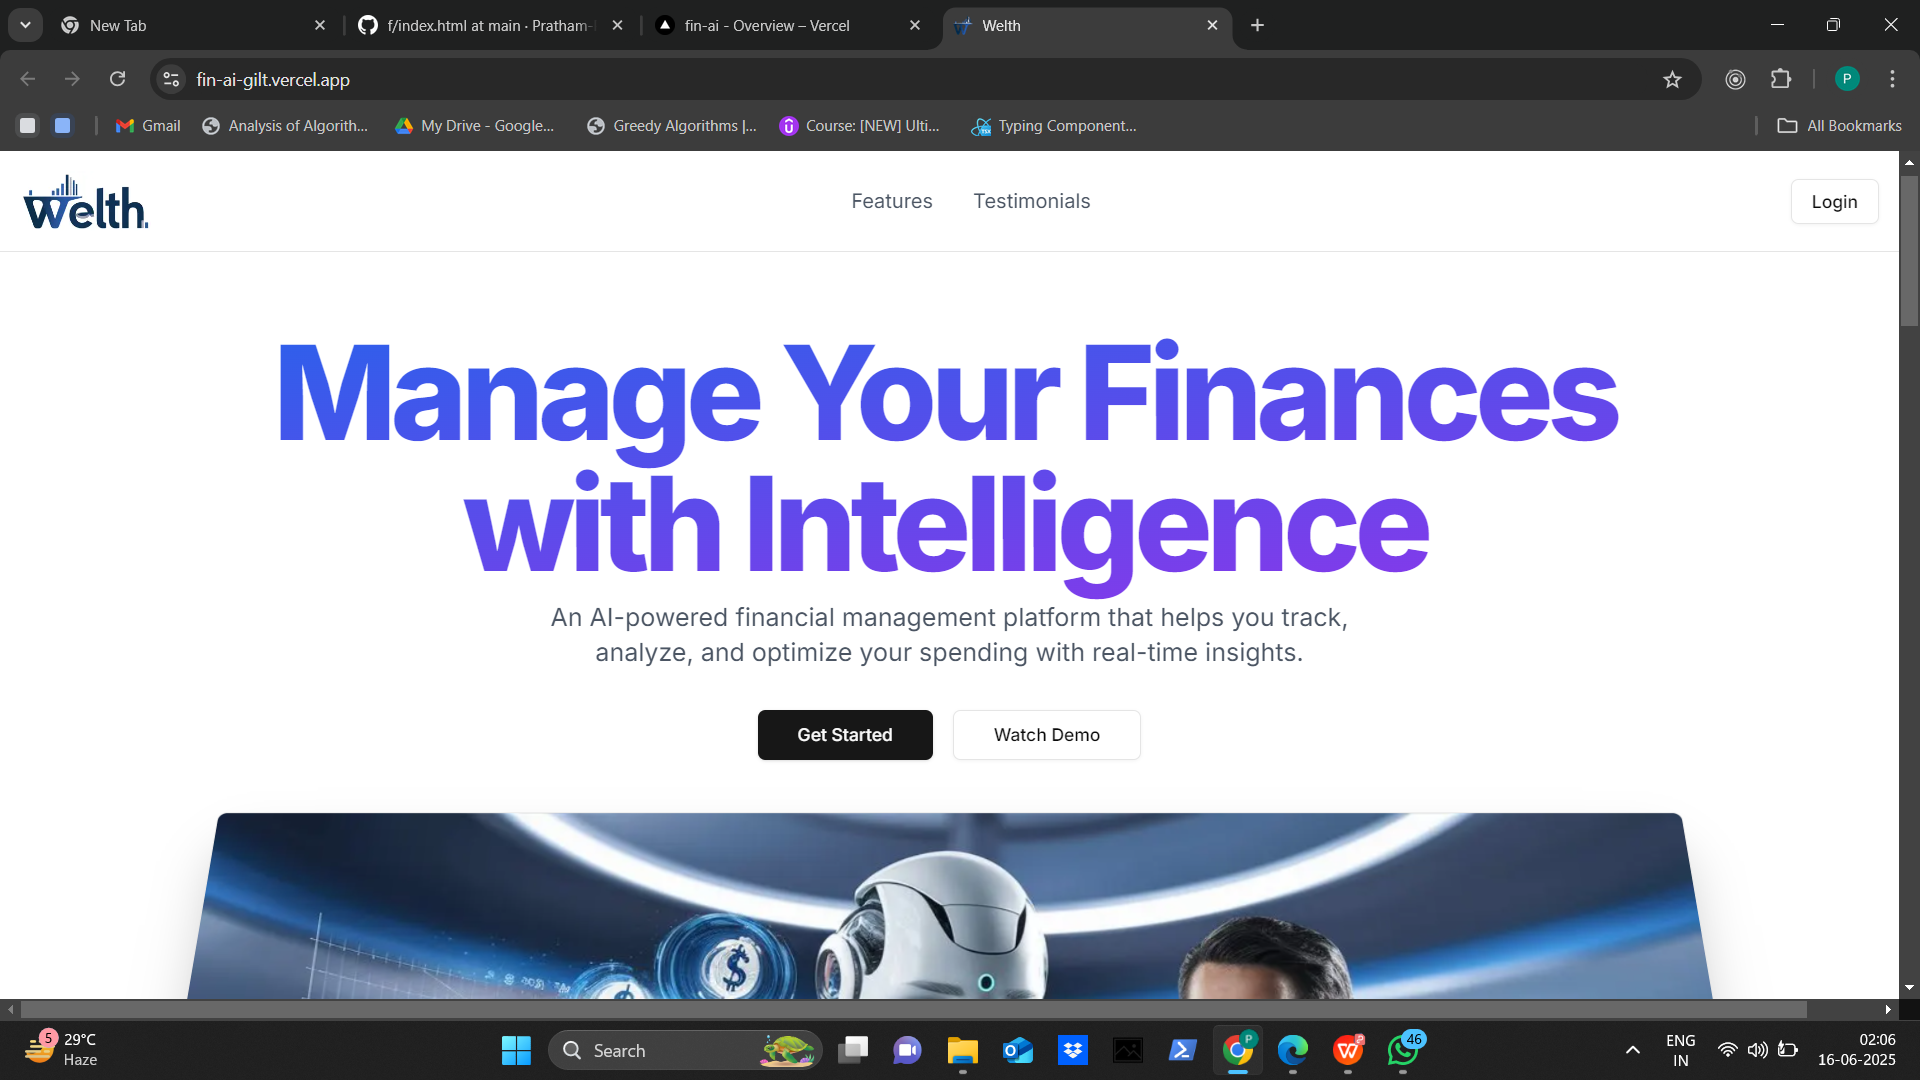 New Tab
f/index.html at main · Pratham-
fin-ai - Overview – Vercel
Welth
fin-ai-gilt.vercel.app
P
Gmail
Analysis of Algorith...
My Drive - Google...
Greedy Algorithms |...
Course: [NEW] Ulti...
Typing Component...
All Bookmarks
Welth.
Features
Testimonials
Login
Manage Your Finances
with Intelligence
An AI-powered financial management platform that helps you track,
analyze, and optimize your spending with real-time insights.
Get Started
Watch Demo
5
29°C
Haze
Search
P
46
ENG
IN
02:06
16-06-2025